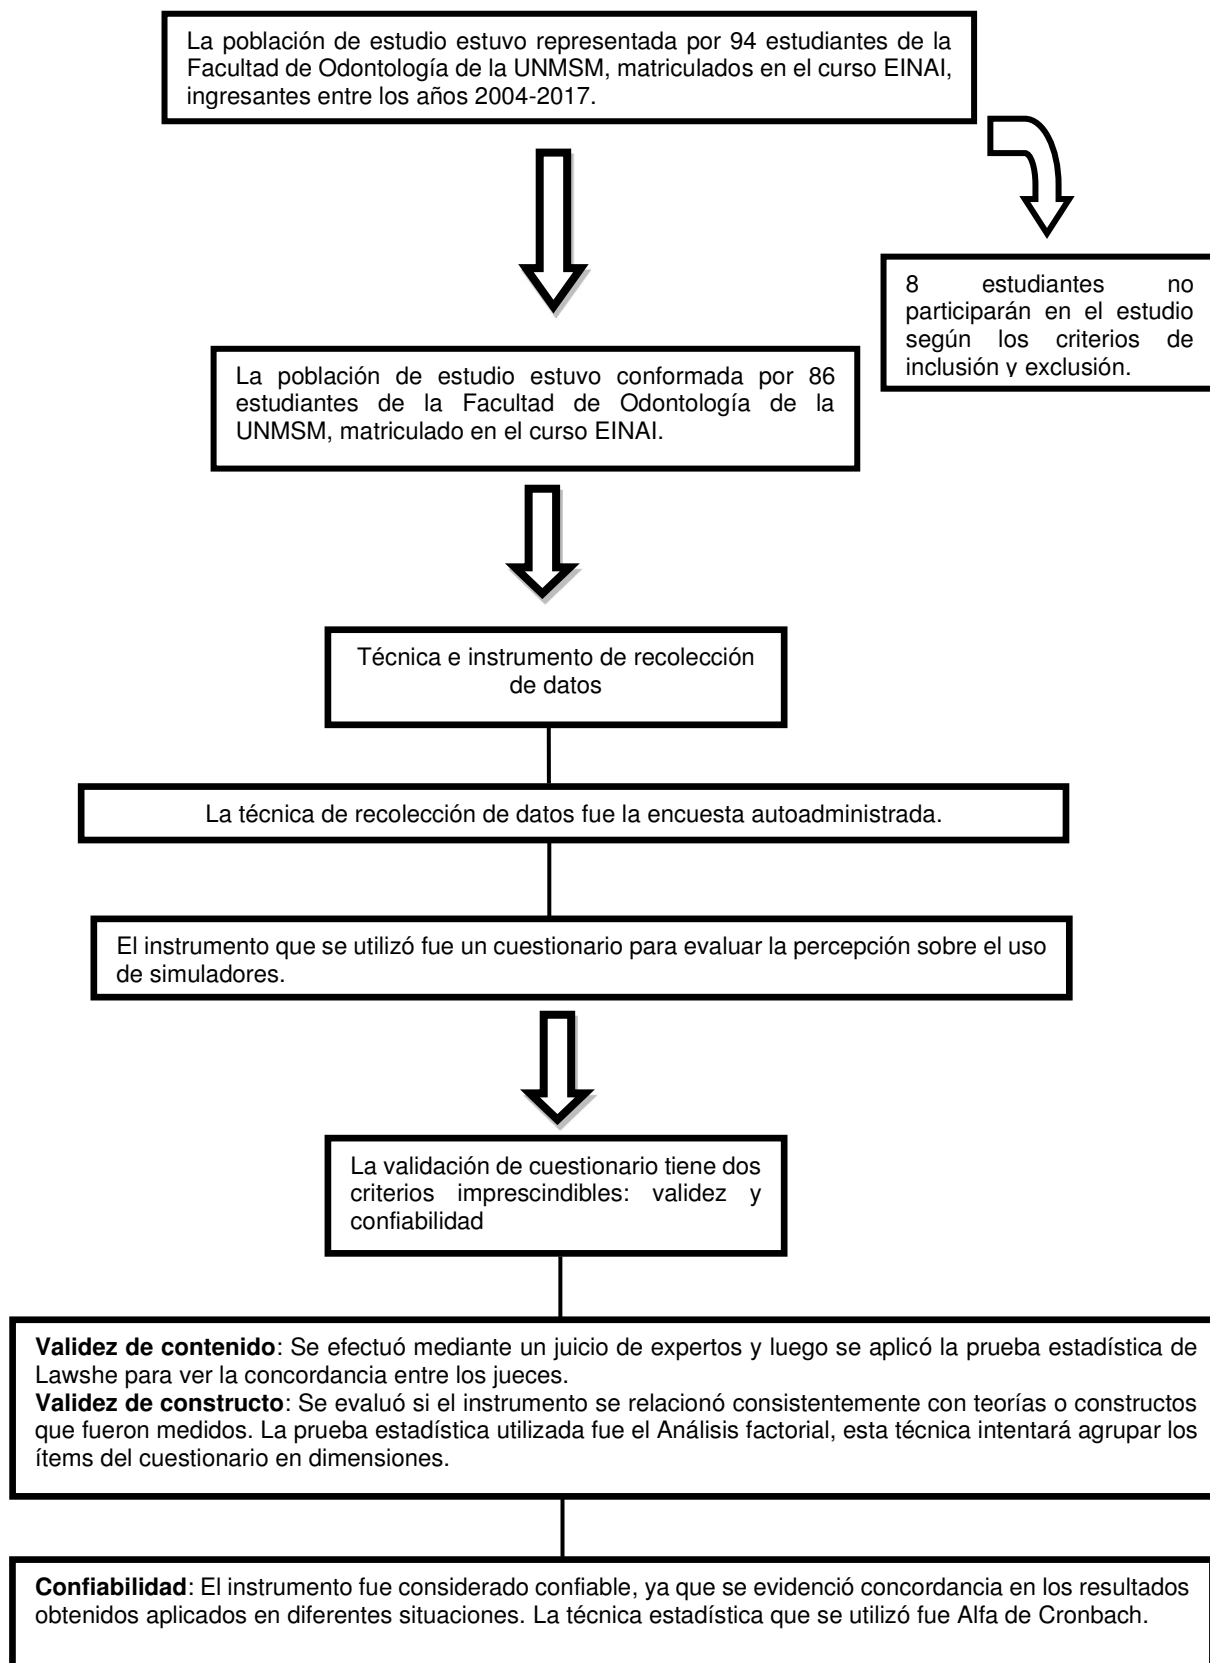 La población de estudio estuvo representada por 94 estudiantes de la
Facultad de Odontología de la UNMSM, matriculados en el curso EINAI,
ingresantes entre los años 2004-2017.
8 estudiantes no
participarán en el estudio
según los criterios de
inclusión y exclusión.
La población de estudio estuvo conformada por 86
estudiantes de la Facultad de Odontología de la
UNMSM, matriculado en el curso EINAI.
Técnica e instrumento de recolección
de datos
La técnica de recolección de datos fue la encuesta autoadministrada.
El instrumento que se utilizó fue un cuestionario para evaluar la percepción sobre el uso
de simuladores.
La validación de cuestionario tiene dos
criterios imprescindibles: validez y
confiabilidad
Validez de contenido: Se efectuó mediante un juicio de expertos y luego se aplicó la prueba estadística de
Lawshe para ver la concordancia entre los jueces.
Validez de constructo: Se evaluó si el instrumento se relacionó consistentemente con teorías o constructos
que fueron medidos. La prueba estadística utilizada fue el Análisis factorial, esta técnica intentará agrupar los
ítems del cuestionario en dimensiones.
Confiabilidad: El instrumento fue considerado confiable, ya que se evidenció concordancia en los resultados
obtenidos aplicados en diferentes situaciones. La técnica estadística que se utilizó fue Alfa de Cronbach.